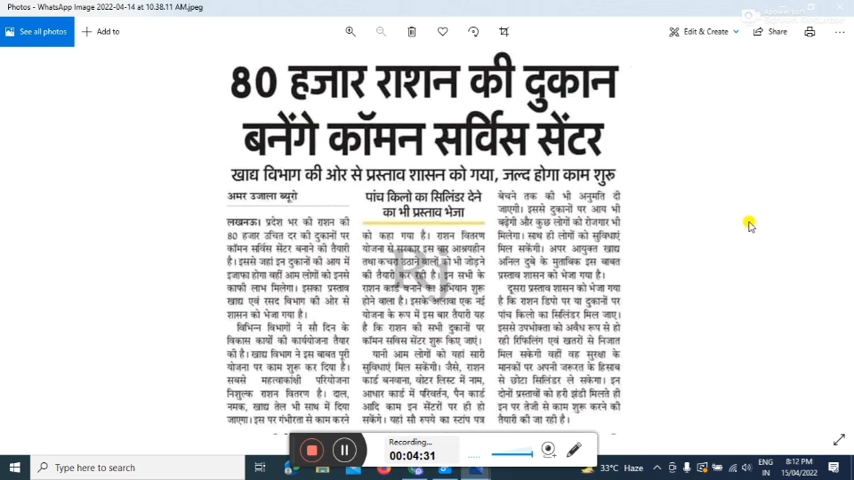 Photos - WhatsApp Image 2022-04-14 at 10.38.11 AM.jpeg
See all photos
Add to
Edit & Create
Share
80 हजार राशन की दुकान
बनेंगे कॉमन सर्विस सेंटर
खाद्य विभाग की ओर से प्रस्ताव शासन को गया, जल्द होगा काम शुरू
अमर उजाला ब्यूरो
लखनऊ। प्रदेश भर की राशन की
80 हजार उचित दर की दुकानों पर
कॉमन सर्विस सेंटर बनाने की तैयारी
है। इससे जहां इन दुकानों की आय में
इजाफा होगा वहीं आम लोगों को इनसे
काफी लाभ मिलेगा। इसका प्रस्ताव
खाद्य एवं रसद विभाग की ओर से
शासन को भेजा गया है।
विभिन्न विभागों ने सौ दिन के
विकास कार्यों की कार्ययोजना तैयार
की है। खाद्य विभाग ने इस बाबत पूरी
योजना पर काम शुरू कर दिया है।
सबसे महत्वाकांक्षी परियोजना
निशुल्क राशन वितरण है। दाल,
नमक, खाद्य तेल भी साथ में दिया
जाएगा। इस पर गंभीरता से काम करने
पांच किलो का सिलिंडर देने
का भी प्रस्ताव भेजा
को कहा गया है। राशन वितरण
योजना से सरकार इस बार आश्रयहीन
तथा कचरा उठाने वालों को भी जोड़ने
की तैयारी कर रही है। इन सभी के
राशन कार्ड बनाने का अभियान शुरू
होने वाला है। इसके अलावा एक नई
योजना के रूप में इस बार तैयारी यह
है कि राशन की सभी दुकानों पर
कॉमन सर्विस सेंटर शुरू किए जाएं।
यानी आम लोगों को यहां सारी
सुविधाएं मिल सकेंगी। जैसे, राशन
कार्ड बनवाना, वोटर लिस्ट में नाम,
आधार कार्ड में परिवर्तन, पैन कार्ड
आदि काम इन सेंटरों पर ही हो
सकेंगे। यहां सौ रुपये का स्टांप पत्र
बेचने तक की भी अनुमति दी
जाएगी। इससे दुकानों पर आय भी
बढ़ेगी और कुछ लोगों को रोजगार भी
मिलेगा। साथ ही लोगों को सुविधाएं
मिल सकेंगी। अपर आयुक्त खाद्य
अनिल दुबे के मुताबिक इस बाबत
प्रस्ताव शासन को भेजा गया है।
दूसरा प्रस्ताव शासन को भेजा गया
है कि राशन डिपो पर या दुकानों पर
पांच किलो का सिलिंडर मिल जाए।
इससे उपभोक्ता को अवैध रूप से हो
रही रिफिलिंग एवं खतरों से निजात
मिल सकेगी वहीं वह सुरक्षा के
मानकों पर अपनी जरूरत के हिसाब
से छोटा सिलिंडर ले सकेगा। इन
दोनों प्रस्तावों को हरी झंडी मिलते ही
इन पर तेजी से काम शुरू करने की
तैयारी की जा रही है।
Recording...
00:04:31
Type here to search
33°C Haze
ENG
IN
8:12 PM
15/04/2022